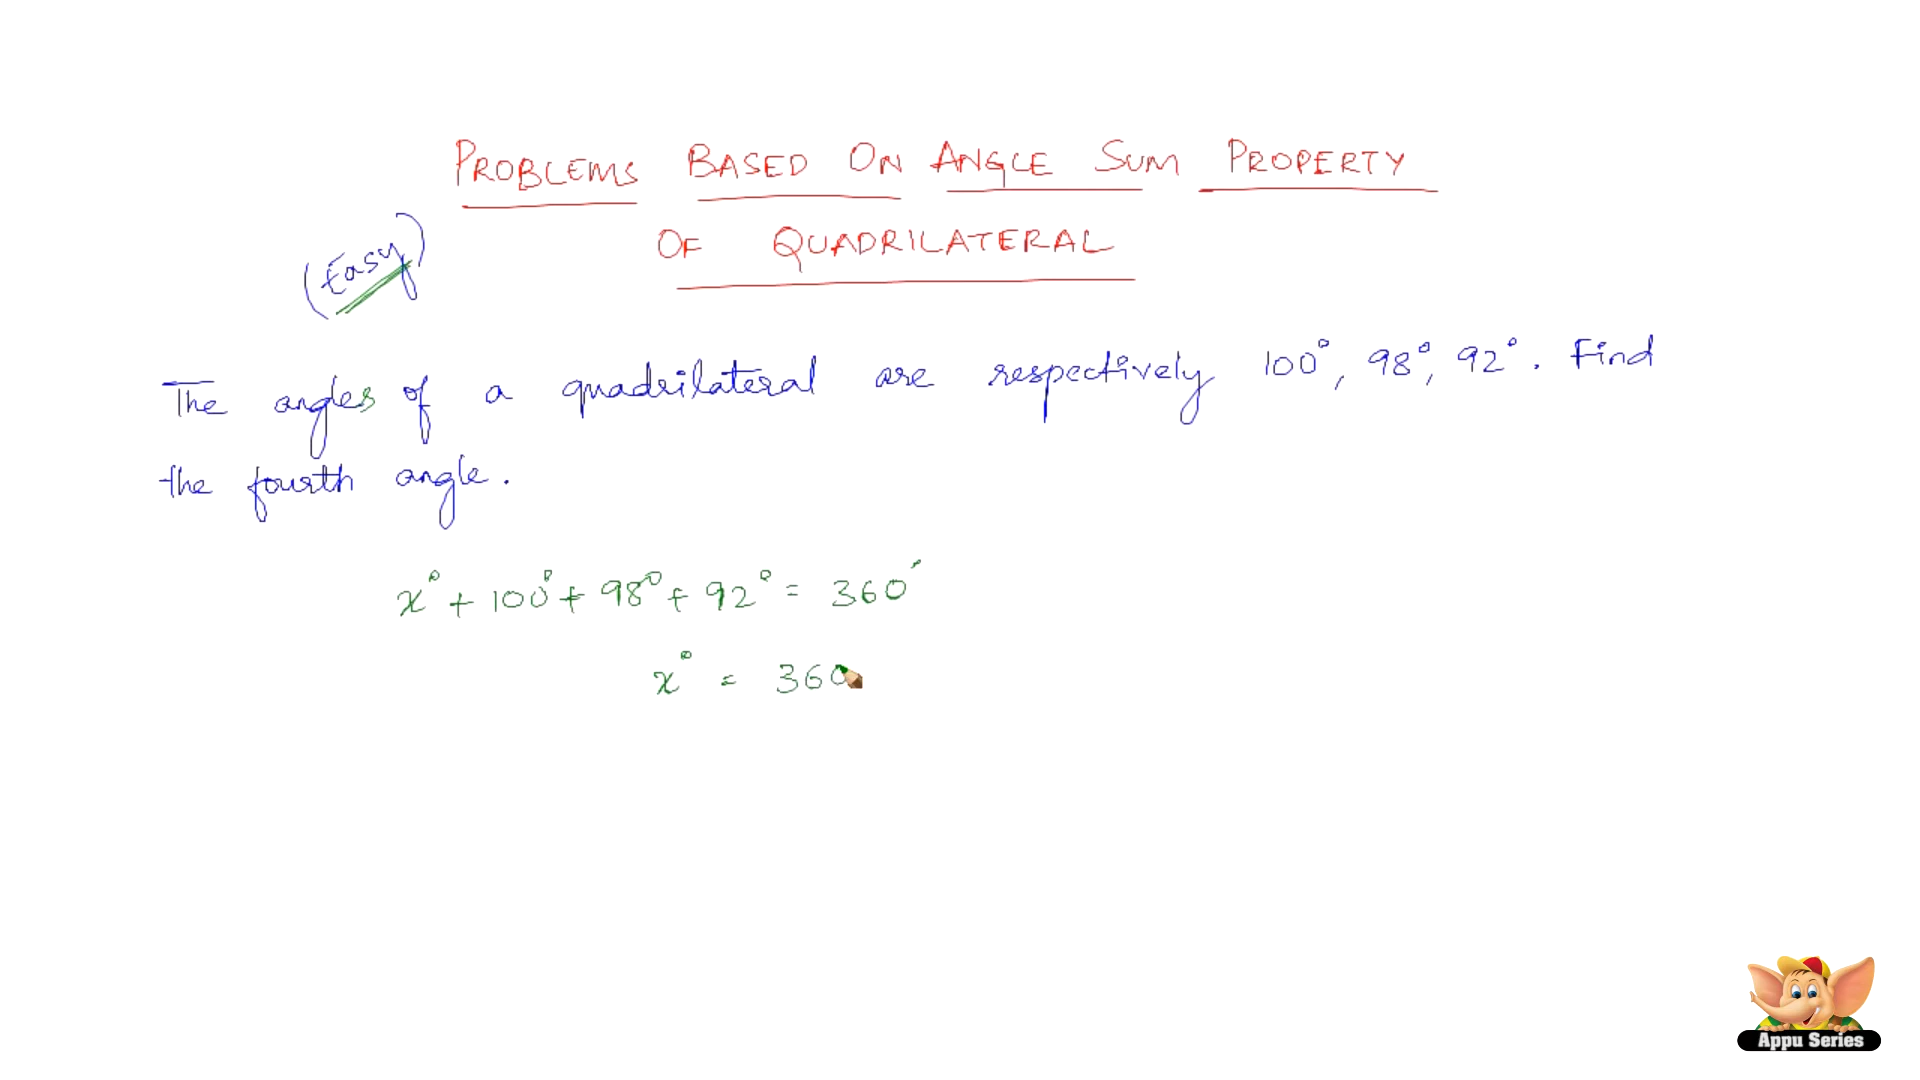 PROBLEMS BASED ON ANGLE SUM PROPERTY
OF QUADRILATERAL
(Easy)
The angles of a quadrilateral are respectively 100°, 98°, 92°. Find
the fourth angle.
x° + 100° + 98° + 92° = 360°
x° = 360
Appu Series